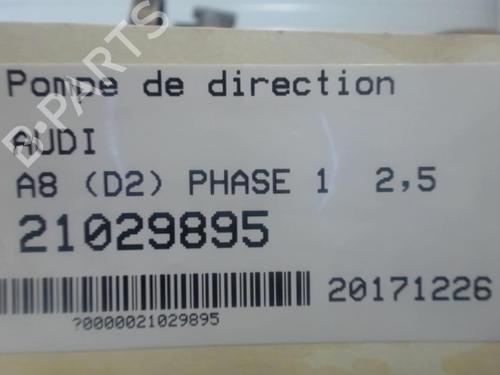 Pompe de direction
AUDI
A8 (D2) PHASE 1 2,5
21029895
20171226
?0000021029895
B-PARTS